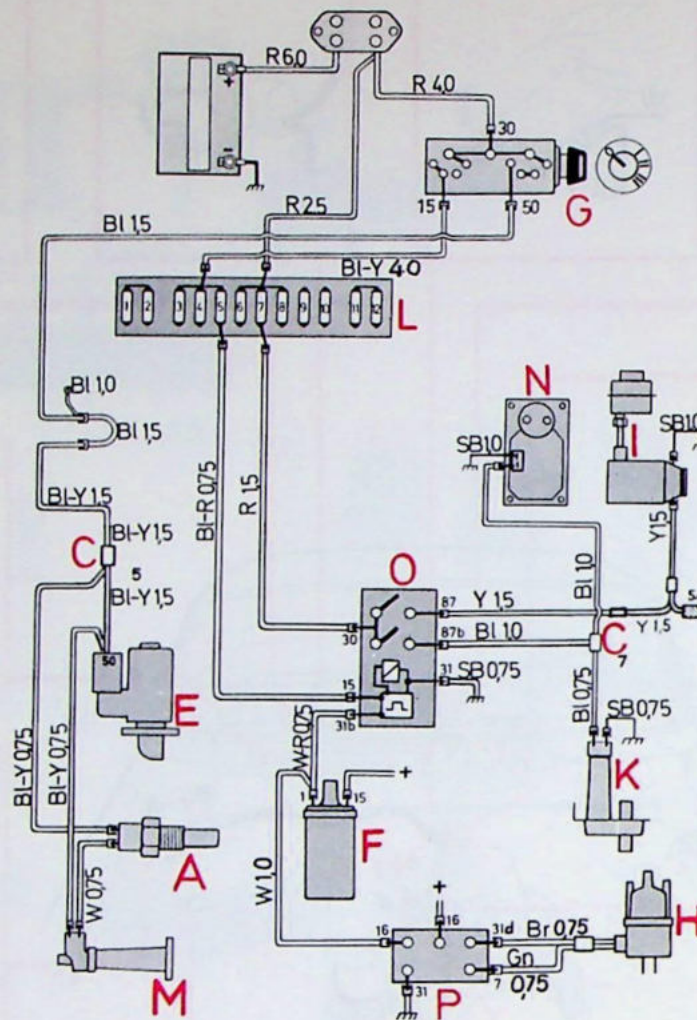 R 6,0
+
-
R 4,0
30
G
15
50
R 2,5
Bl 1,5
Bl-Y 4,0
1 2 3 4 5 6 7 8 9 10 11 12
L
Bl 1,0
Bl 1,5
N
SB 1,0
I
SB 1,0
Bl-Y 1,5
Bl-R 0,75
R 1,5
Y 1,5
C
Bl-Y 1,5
5
Bl-Y 1,5
Bl 1,0
O
87
Y 1,5
30
87b
Bl 1,0
C
7
Y 1,5
50
E
15
31
SB 0,75
31b
Bl 0,75
SB 0,75
Bl-Y 0,75
Bl-Y 0,75
W-R 0,75
K
1
15
+
F
A
W 0,75
W 1,0
+
16
16
31d
Br 0,75
H
Gn
7
0,75
M
31
P